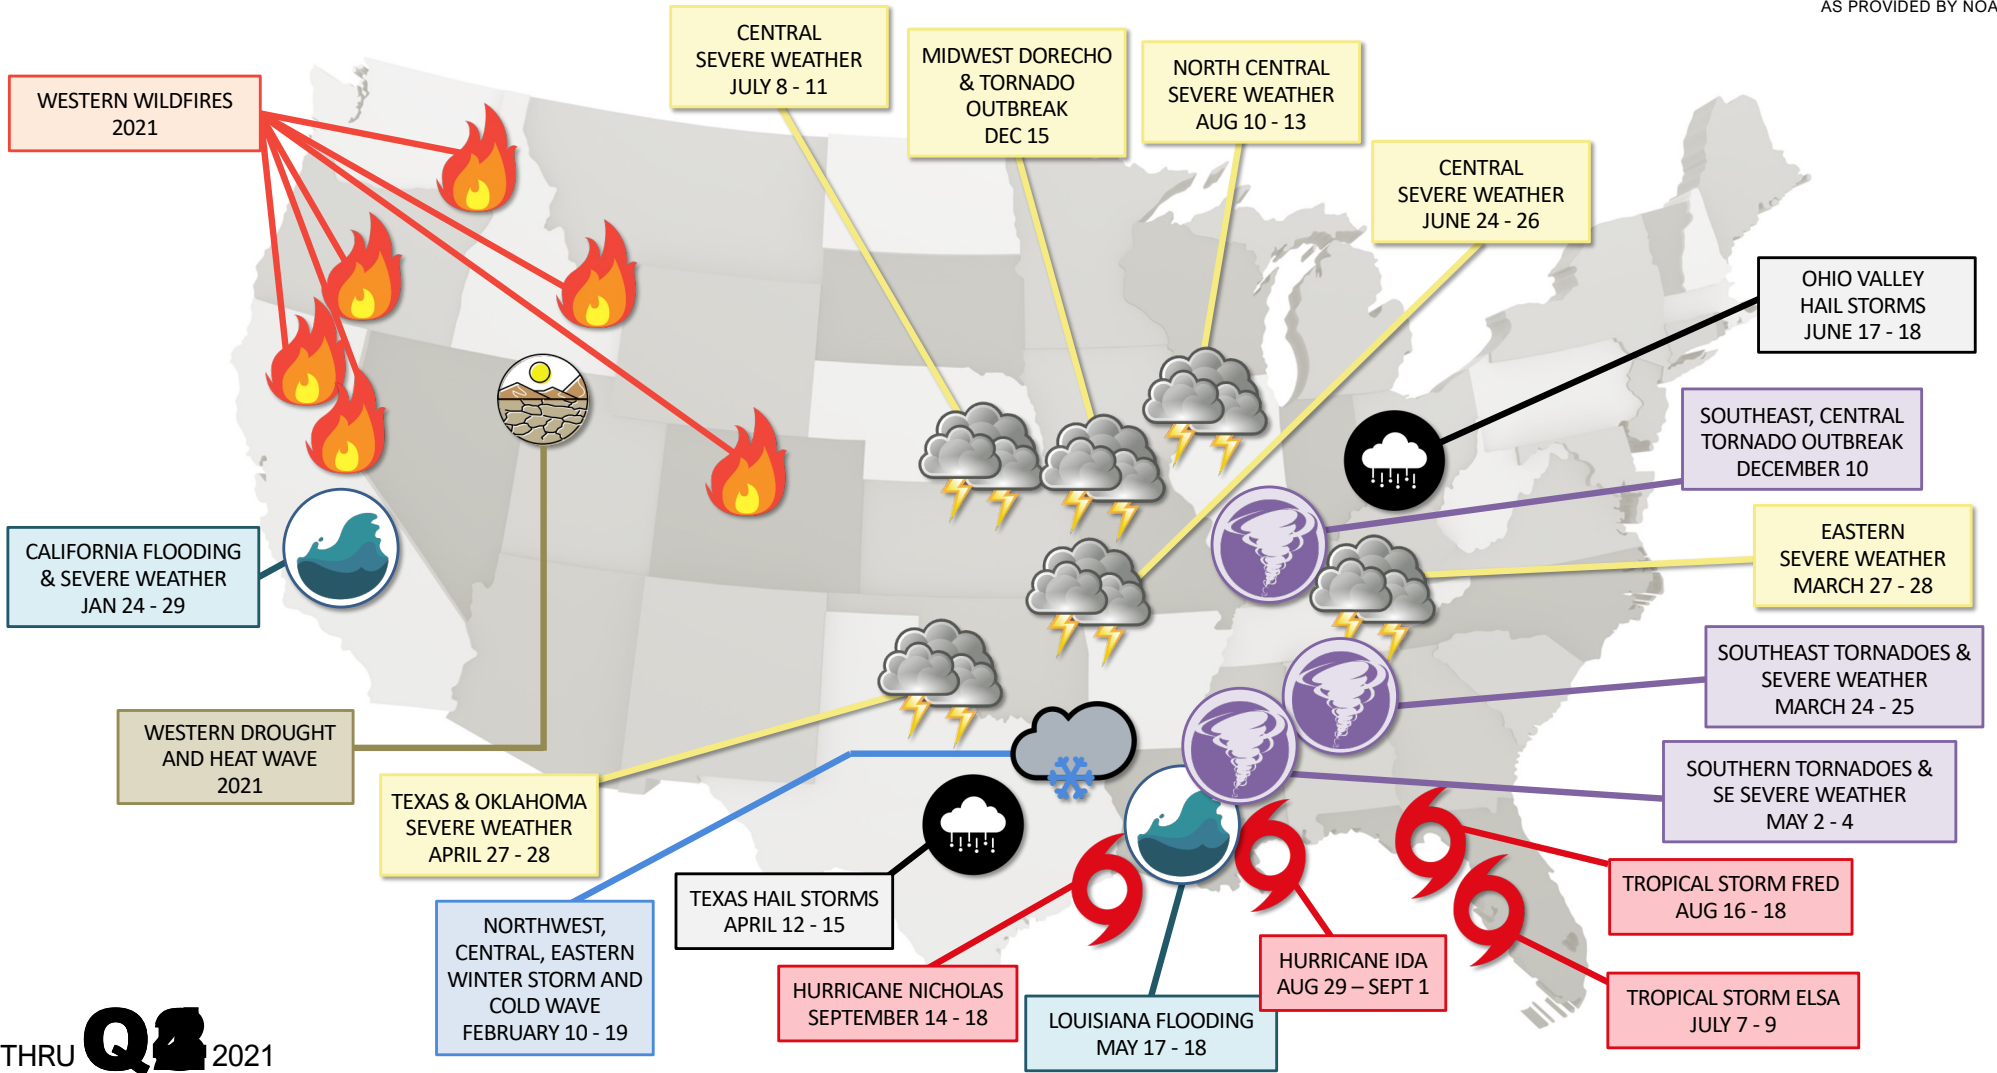 AS PROVIDED BY NOA
CENTRAL
SEVERE WEATHER
JULY 8 - 11
MIDWEST DORECHO
& TORNADO
OUTBREAK
DEC 15
NORTH CENTRAL
SEVERE WEATHER
AUG 10 - 13
WESTERN WILDFIRES
2021
CENTRAL
SEVERE WEATHER
JUNE 24 - 26
OHIO VALLEY
HAIL STORMS
JUNE 17 - 18
SOUTHEAST, CENTRAL
TORNADO OUTBREAK
DECEMBER 10
CALIFORNIA FLOODING
& SEVERE WEATHER
JAN 24 - 29
EASTERN
SEVERE WEATHER
MARCH 27 - 28
SOUTHEAST TORNADOES &
SEVERE WEATHER
MARCH 24 - 25
WESTERN DROUGHT
AND HEAT WAVE
2021
SOUTHERN TORNADOES &
SE SEVERE WEATHER
MAY 2 - 4
TEXAS & OKLAHOMA
SEVERE WEATHER
APRIL 27 - 28
TROPICAL STORM FRED
AUG 16 - 18
TEXAS HAIL STORMS
APRIL 12 - 15
NORTHWEST,
CENTRAL, EASTERN
WINTER STORM AND
COLD WAVE
FEBRUARY 10 - 19
HURRICANE IDA
AUG 29 – SEPT 1
HURRICANE NICHOLAS
SEPTEMBER 14 - 18
TROPICAL STORM ELSA
JULY 7 - 9
LOUISIANA FLOODING
MAY 17 - 18
THRU 2021